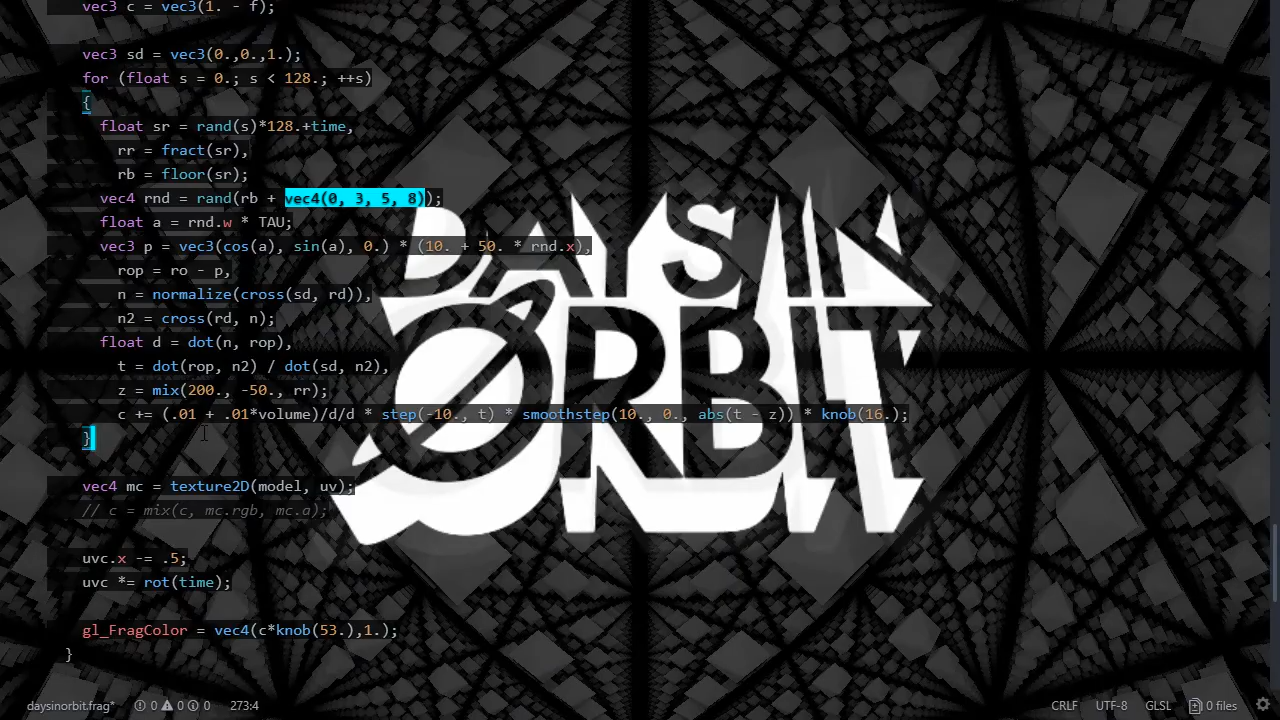 vec3 c = vec3(1. - f);
vec3 sd = vec3(0.,0.,1.);
for (float s = 0.; s < 128.; ++s)
{
float sr = rand(s)*128.+time,
rr = fract(sr),
rb = floor(sr);
vec4 rnd = rand(rb + vec4(0, 3, 5, 8));
float a = rnd.w * TAU;
vec3 p = vec3(cos(a), sin(a), 0.) * (10. + 50. * rnd.x),
rop = ro - p,
n = normalize(cross(sd, rd)),
n2 = cross(rd, n);
float d = dot(n, rop),
t = dot(rop, n2) / dot(sd, n2),
z = mix(200., -50., rr);
c += (.01 + .01*volume)/d/d * step(-10., t) * smoothstep(10., 0., abs(t - z)) * knob(16.);
}
vec4 mc = texture2D(model, uv);
// c = mix(c, mc.rgb, mc.a);
uvc.x -= .5;
uvc *= rot(time);
gl_FragColor = vec4(c*knob(53.),1.);
}
DAYS IN
ORBIT
daysinorbit.frag* 0 0 0 273:4 CRLF UTF-8 GLSL 0 files